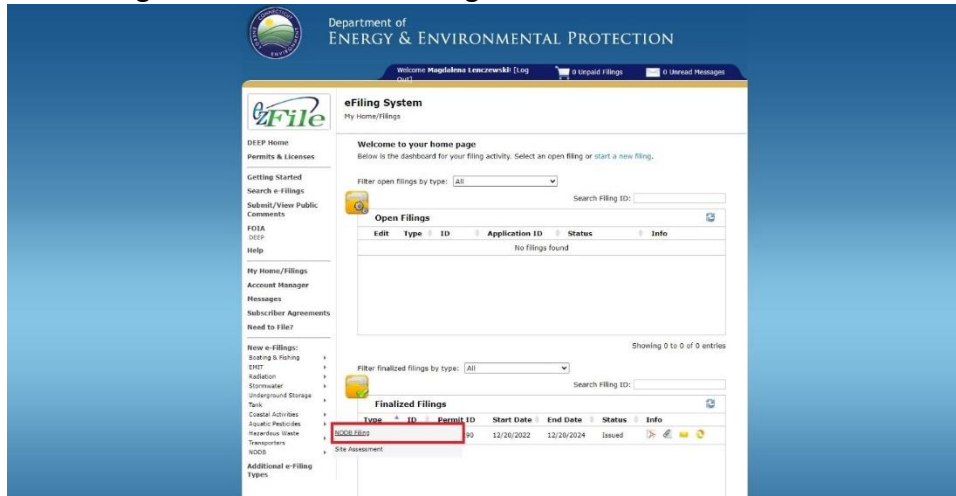 Department of
ENERGY & ENVIRONMENTAL PROTECTION
Welcome Magdalena Lenczewski! [Log Out]
0 Unpaid Filings
0 Unread Messages
ezFile
eFiling System
My Home/Filings
DEEP Home
Permits & Licenses
Getting Started
Search e-Filings
Submit/View Public
Comments
FOIA
DEEP
Help
My Home/Filings
Account Manager
Messages
Subscriber Agreements
Need to File?
New e-Filings:
Boating & Fishing
EMIT
Radiation
Stormwater
Underground Storage
Tank
Coastal Activities
Aquatic Pesticides
Hazardous Waste
Transporters
NDDB
Additional e-Filing
Types
NDDB Filing
Site Assessment
Welcome to your home page
Below is the dashboard for your filing activity. Select an open filing or start a new filing.
Filter open filings by type: All
Search Filing ID:
Open Filings
Edit Type ID Application ID Status Info
No filings found
Showing 0 to 0 of 0 entries
Filter finalized filings by type: All
Search Filing ID:
Finalized Filings
Type ID Permit ID Start Date End Date Status Info
90 12/20/2022 12/20/2024 Issued